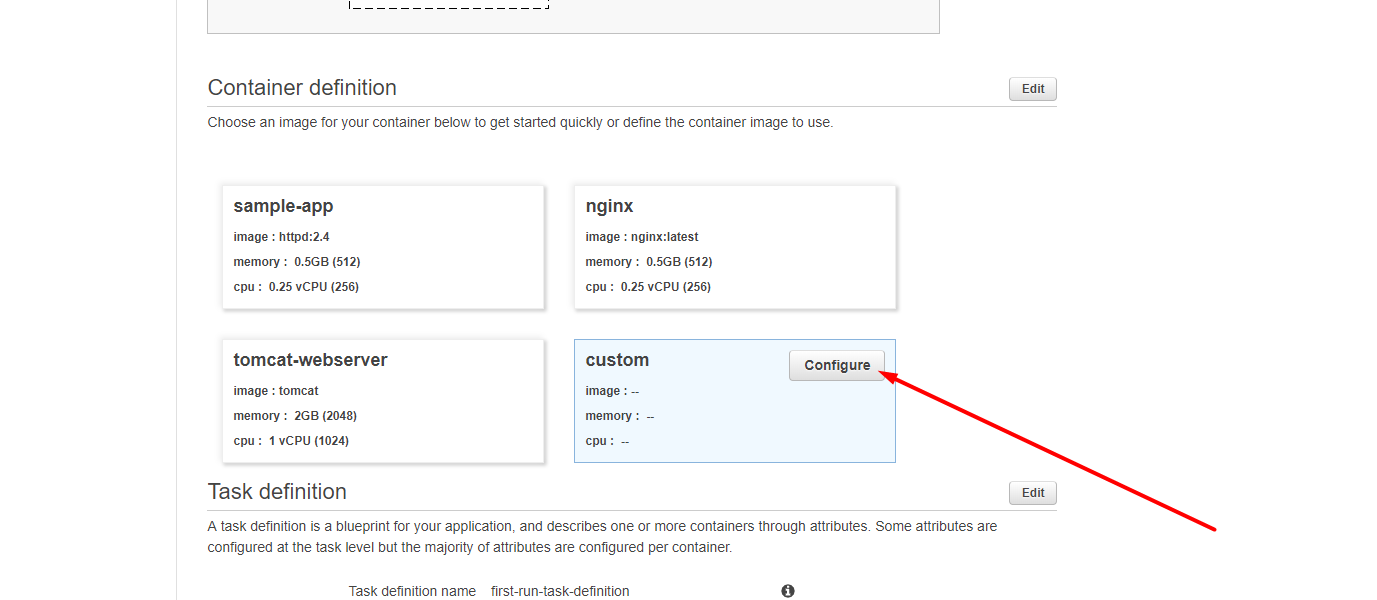 Container definition
Edit
Choose an image for your container below to get started quickly or define the container image to use.
sample-app
image : httpd:2.4
memory : 0.5GB (512)
cpu : 0.25 vCPU (256)
nginx
image : nginx:latest
memory : 0.5GB (512)
cpu : 0.25 vCPU (256)
tomcat-webserver
image : tomcat
memory : 2GB (2048)
cpu : 1 vCPU (1024)
custom
Configure
image : --
memory : --
cpu : --
Task definition
Edit
A task definition is a blueprint for your application, and describes one or more containers through attributes. Some attributes are
configured at the task level but the majority of attributes are configured per container.
Task definition name first-run-task-definition